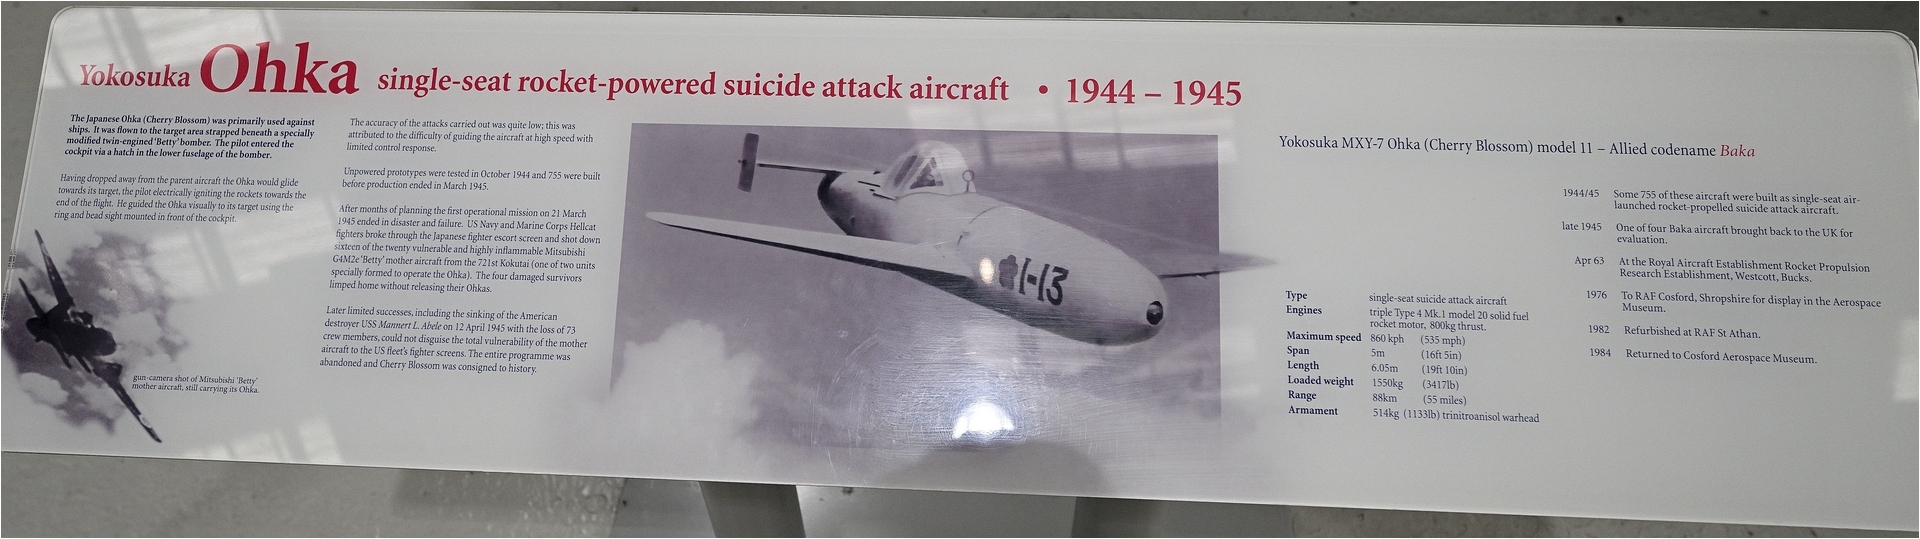 Yokosuka Ohka single-seat rocket-powered suicide attack aircraft • 1944 – 1945
The Japanese Ohka (Cherry Blossom) was primarily used against
ships. It was flown to the target area strapped beneath a specially
modified twin-engined 'Betty' bomber. The pilot entered the
cockpit via a hatch in the lower fuselage of the bomber.
Having dropped away from the parent aircraft the Ohka would glide
towards its target, the pilot electrically igniting the rockets towards the
end of the flight. He guided the Ohka visually to its target using the
ring and bead sight mounted in front of the cockpit.
gun-camera shot of Mitsubishi 'Betty'
mother aircraft, still carrying its Ohka.
The accuracy of the attacks carried out was quite low; this was
attributed to the difficulty of guiding the aircraft at high speed with
limited control response.
Unpowered prototypes were tested in October 1944 and 755 were built
before production ended in March 1945.
After months of planning the first operational mission on 21 March
1945 ended in disaster and failure. US Navy and Marine Corps Hellcat
fighters broke through the Japanese fighter escort screen and shot down
sixteen of the twenty vulnerable and highly inflammable Mitsubishi
G4M2e 'Betty' mother aircraft from the 721st Kokutai (one of two units
specially formed to operate the Ohka). The four damaged survivors
limped home without releasing their Ohkas.
Later limited successes, including the sinking of the American
destroyer USS Mannert L. Abele on 12 April 1945 with the loss of 73
crew members, could not disguise the total vulnerability of the mother
aircraft to the US fleet's fighter screens. The entire programme was
abandoned and Cherry Blossom was consigned to history.
I-13
Yokosuka MXY-7 Ohka (Cherry Blossom) model 11 – Allied codename Baka
Type single-seat suicide attack aircraft
Engines triple Type 4 Mk.1 model 20 solid fuel
rocket motor, 800kg thrust.
Maximum speed 860 kph (535 mph)
Span 5m (16ft 5in)
Length 6.05m (19ft 10in)
Loaded weight 1550kg (3417lb)
Range 88km (55 miles)
Armament 514kg (1133lb) trinitroanisol warhead
1944/45 Some 755 of these aircraft were built as single-seat air-
launched rocket-propelled suicide attack aircraft.
late 1945 One of four Baka aircraft brought back to the UK for
evaluation.
Apr 63 At the Royal Aircraft Establishment Rocket Propulsion
Research Establishment, Westcott, Bucks.
1976 To RAF Cosford, Shropshire for display in the Aerospace
Museum.
1982 Refurbished at RAF St Athan.
1984 Returned to Cosford Aerospace Museum.